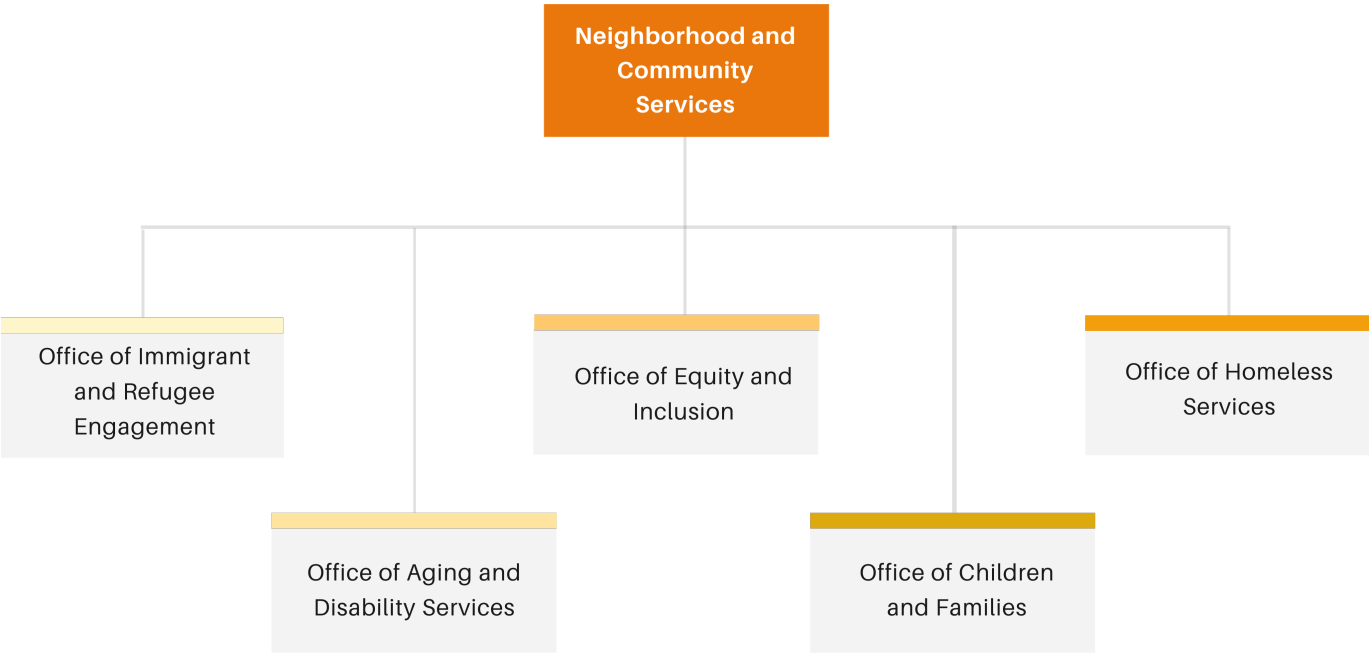 Neighborhood and
Community
Services
Office of Immigrant
and Refugee
Engagement
Office of Equity and
Inclusion
Office of Homeless
Services
Office of Aging and
Disability Services
Office of Children
and Families